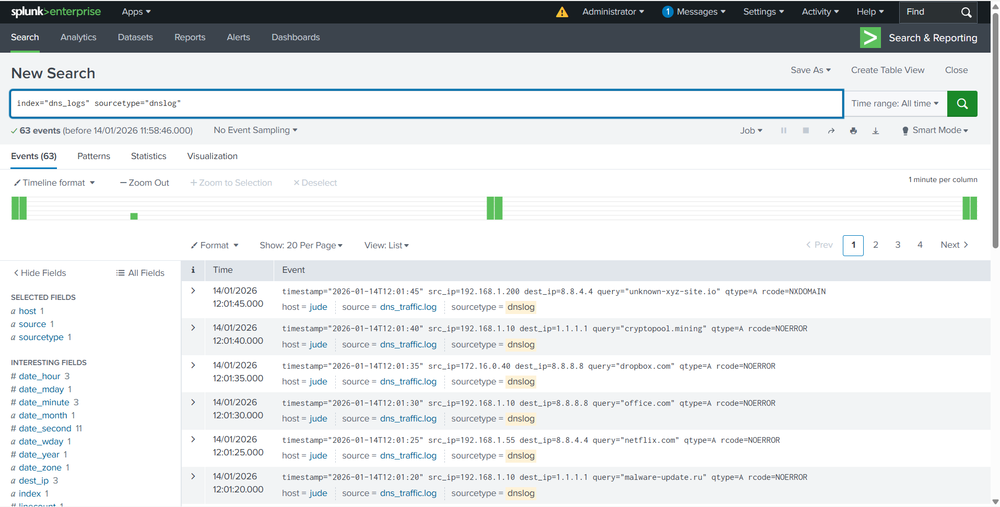 splunk>enterprise Apps Administrator 1 Messages Settings Activity Help Find
Search Analytics Datasets Reports Alerts Dashboards Search & Reporting
New Search
Save As Create Table View Close
index="dns_logs" sourcetype="dnslog"
Time range: All time
63 events (before 14/01/2026 11:58:46.000) No Event Sampling Job Smart Mode
Events (63) Patterns Statistics Visualization
Timeline format Zoom Out Zoom to Selection Deselect 1 minute per column
Format Show: 20 Per Page View: List Prev 1 2 3 4 Next
Hide Fields All Fields
SELECTED FIELDS
a host 1
a source 1
a sourcetype 1
INTERESTING FIELDS
# date_hour 3
# date_mday 1
# date_minute 3
a date_month 1
# date_second 11
a date_wday 1
# date_year 1
a date_zone 1
a dest_ip 3
a index 1
# linecount 1
i Time Event
14/01/2026 timestamp="2026-01-14T12:01:45" src_ip=192.168.1.200 dest_ip=8.8.4.4 query="unknown-xyz-site.io" qtype=A rcode=NXDOMAIN
12:01:45.000 host = jude source = dns_traffic.log sourcetype = dnslog
14/01/2026 timestamp="2026-01-14T12:01:40" src_ip=192.168.1.10 dest_ip=1.1.1.1 query="cryptopool.mining" qtype=A rcode=NOERROR
12:01:40.000 host = jude source = dns_traffic.log sourcetype = dnslog
14/01/2026 timestamp="2026-01-14T12:01:35" src_ip=172.16.0.40 dest_ip=8.8.8.8 query="dropbox.com" qtype=A rcode=NOERROR
12:01:35.000 host = jude source = dns_traffic.log sourcetype = dnslog
14/01/2026 timestamp="2026-01-14T12:01:30" src_ip=192.168.1.10 dest_ip=8.8.8.8 query="office.com" qtype=A rcode=NOERROR
12:01:30.000 host = jude source = dns_traffic.log sourcetype = dnslog
14/01/2026 timestamp="2026-01-14T12:01:25" src_ip=192.168.1.55 dest_ip=8.8.4.4 query="netflix.com" qtype=A rcode=NOERROR
12:01:25.000 host = jude source = dns_traffic.log sourcetype = dnslog
14/01/2026 timestamp="2026-01-14T12:01:20" src_ip=192.168.1.10 dest_ip=1.1.1.1 query="malware-update.ru" qtype=A rcode=NOERROR
12:01:20.000 host = jude source = dns_traffic.log sourcetype = dnslog